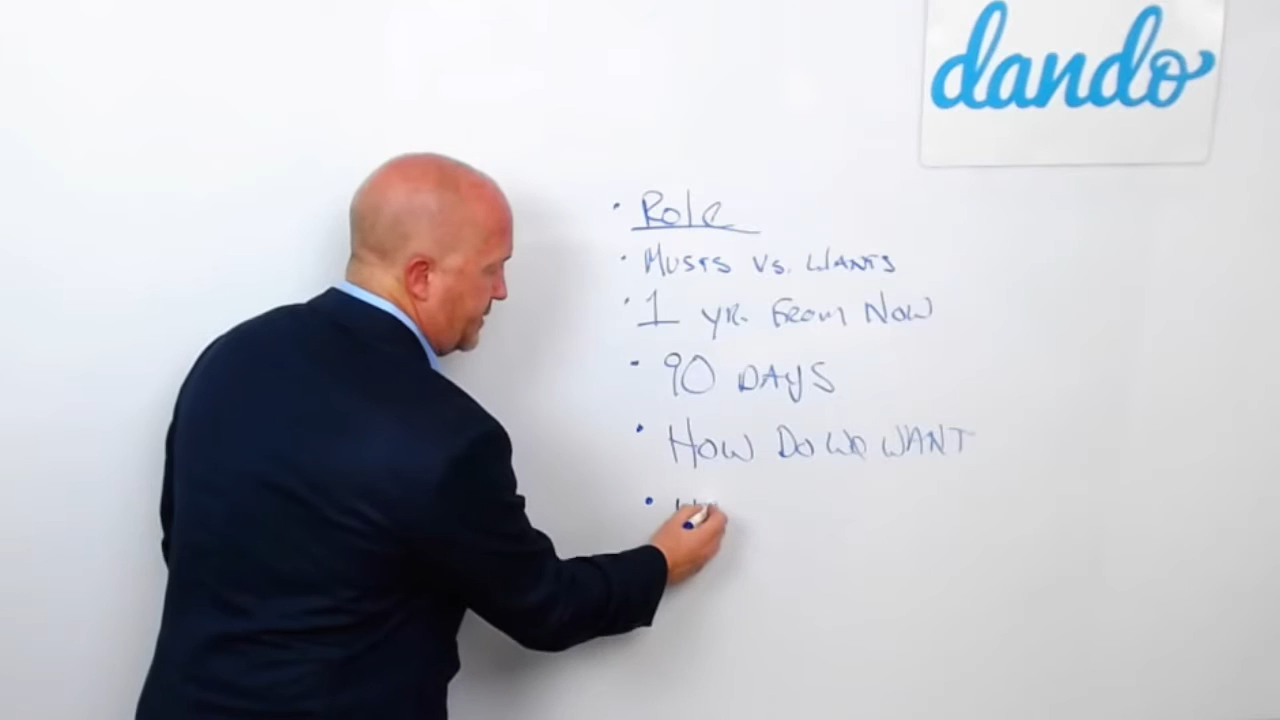 dando
• Role
• MUSTS VS. WANTS
• 1 YR. FROM NOW
- 90 DAYS
• HOW DO WE WANT
•